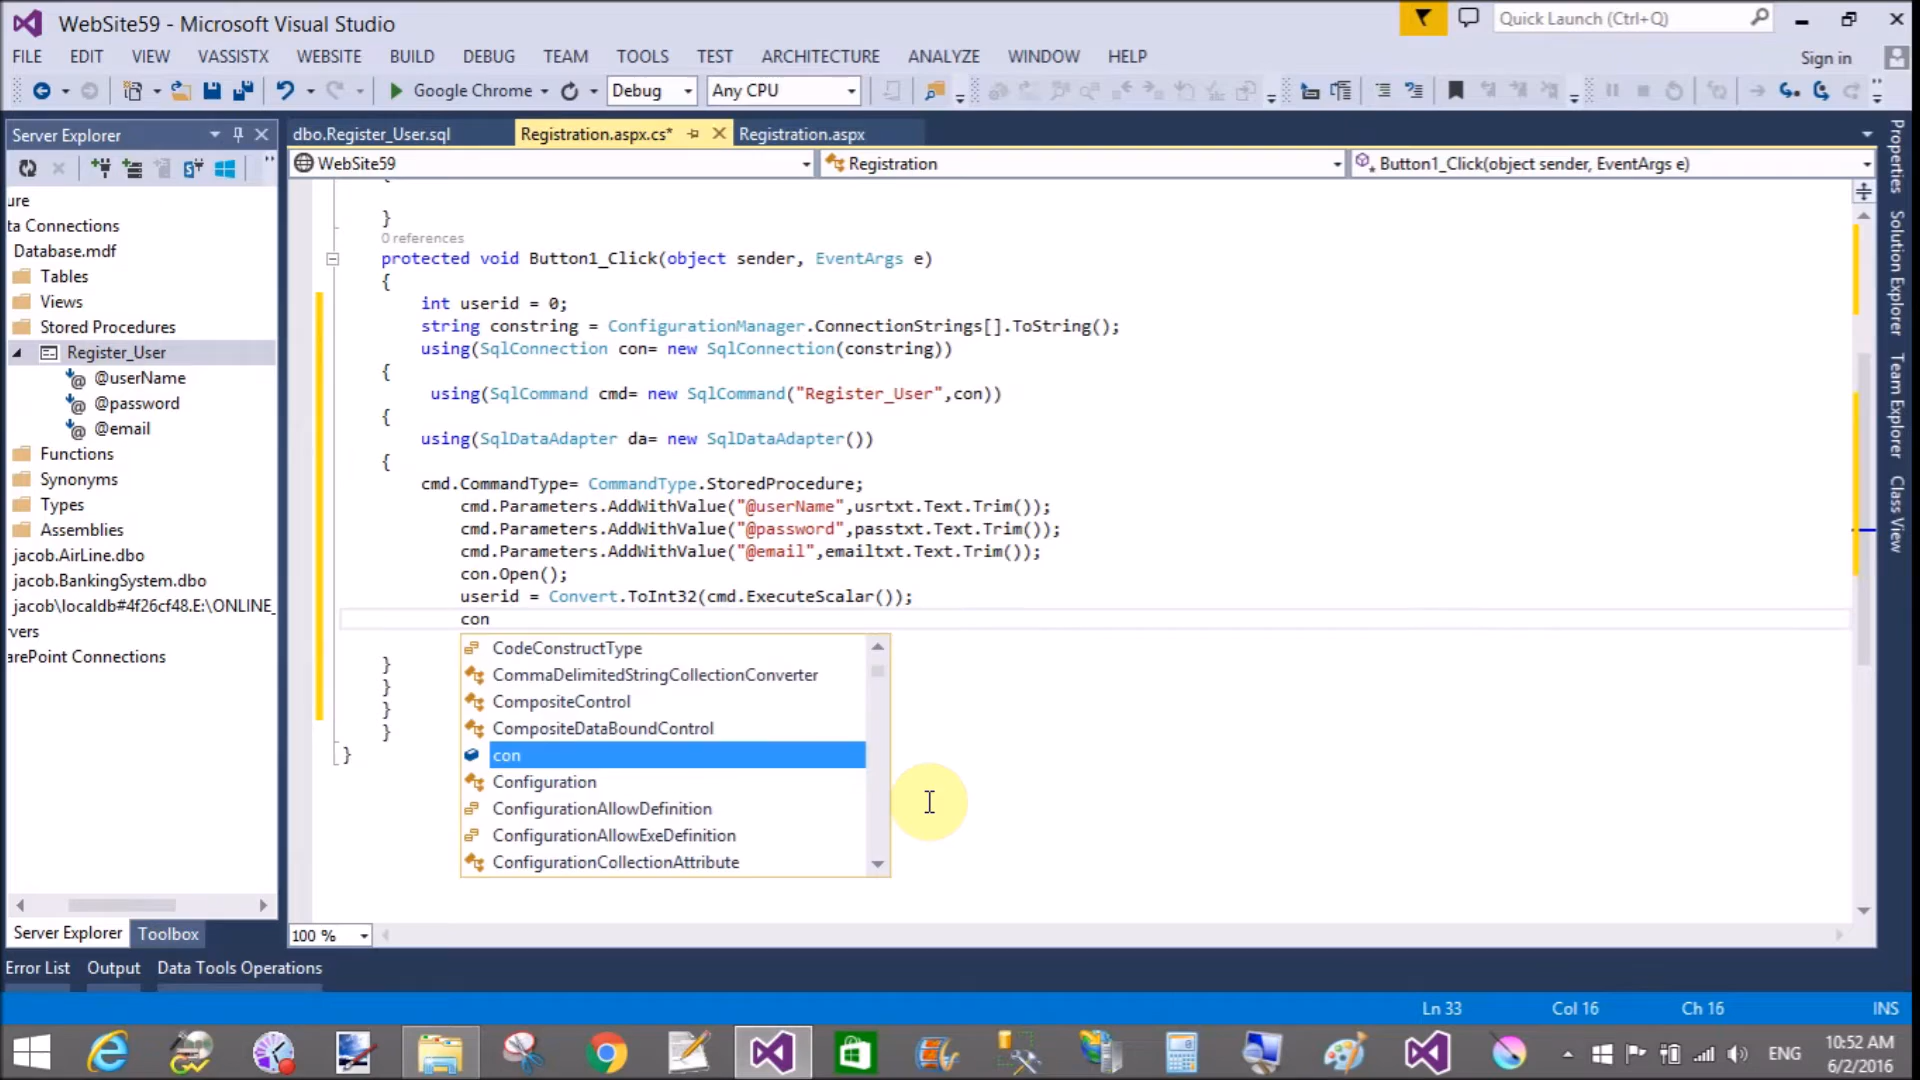 WebSite59 - Microsoft Visual Studio
Quick Launch (Ctrl+Q)
FILE EDIT VIEW VASSISTX WEBSITE BUILD DEBUG TEAM TOOLS TEST ARCHITECTURE ANALYZE WINDOW HELP
Sign in
Google Chrome Debug Any CPU
Server Explorer
dbo.Register_User.sql Registration.aspx.cs* Registration.aspx
WebSite59 Registration Button1_Click(object sender, EventArgs e)
ure
ta Connections
Database.mdf
Tables
Views
Stored Procedures
Register_User
@userName
@password
@email
Functions
Synonyms
Types
Assemblies
jacob.AirLine.dbo
jacob.BankingSystem.dbo
jacob\localdb#4f26cf48.E:\ONLINE_
rvers
arePoint Connections
Server Explorer Toolbox
}
0 references
protected void Button1_Click(object sender, EventArgs e)
{
int userid = 0;
string constring = ConfigurationManager.ConnectionStrings[].ToString();
using(SqlConnection con= new SqlConnection(constring))
{
using(SqlCommand cmd= new SqlCommand("Register_User",con))
{
using(SqlDataAdapter da= new SqlDataAdapter())
{
cmd.CommandType= CommandType.StoredProcedure;
cmd.Parameters.AddWithValue("@userName",usrtxt.Text.Trim());
cmd.Parameters.AddWithValue("@password",passtxt.Text.Trim());
cmd.Parameters.AddWithValue("@email",emailtxt.Text.Trim());
con.Open();
userid = Convert.ToInt32(cmd.ExecuteScalar());
con
}
}
}
}
}
CodeConstructType
CommaDelimitedStringCollectionConverter
CompositeControl
CompositeDataBoundControl
con
Configuration
ConfigurationAllowDefinition
ConfigurationAllowExeDefinition
ConfigurationCollectionAttribute
100 %
Properties
Solution Explorer
Team Explorer
Class View
Error List Output Data Tools Operations
Ln 33 Col 16 Ch 16 INS
ENG
10:52 AM
6/2/2016